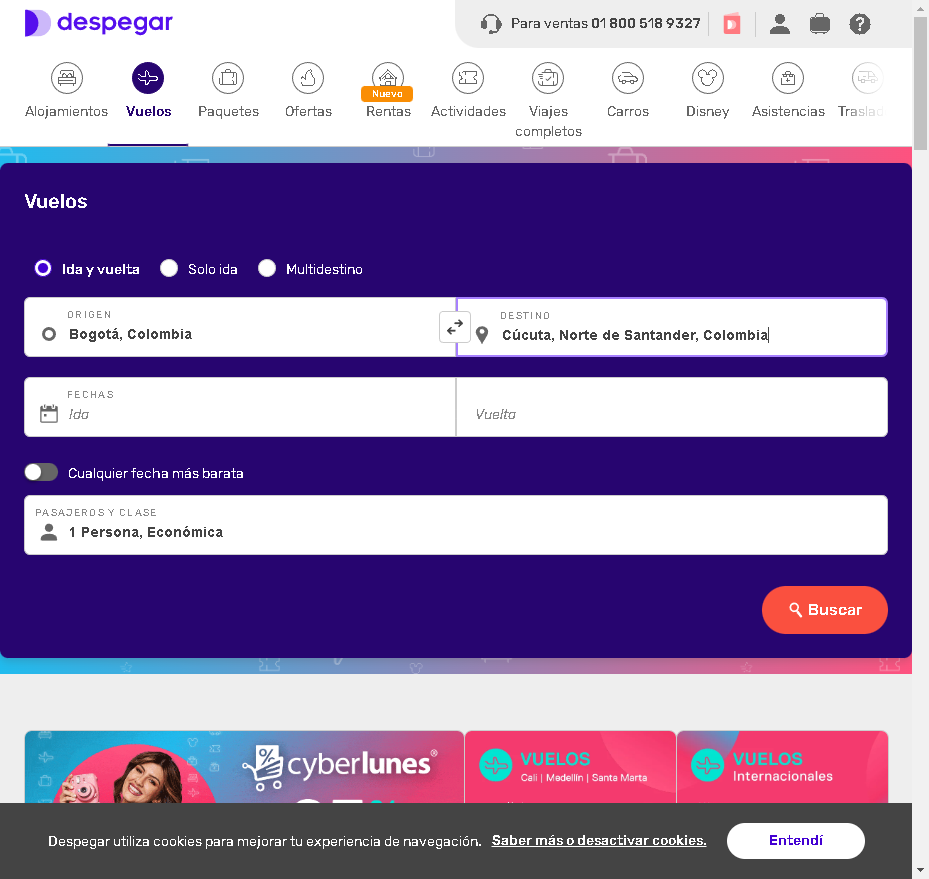 despegar
Para ventas 01 800 518 9327
Alojamientos
Vuelos
Paquetes
Ofertas
Nuevo
Rentas
Actividades
Viajes
completos
Carros
Disney
Asistencias
Traslad
Vuelos
Ida y vuelta
Solo ida
Multidestino
ORIGEN
Bogotá, Colombia
DESTINO
Cúcuta, Norte de Santander, Colombia
FECHAS
Ida
Vuelta
Cualquier fecha más barata
PASAJEROS Y CLASE
1 Persona, Económica
Buscar
cyberlunes®
VUELOS
Cali | Medellín | Santa Marta
VUELOS
Internacionales
Despegar utiliza cookies para mejorar tu experiencia de navegación. Saber más o desactivar cookies.
Entendí